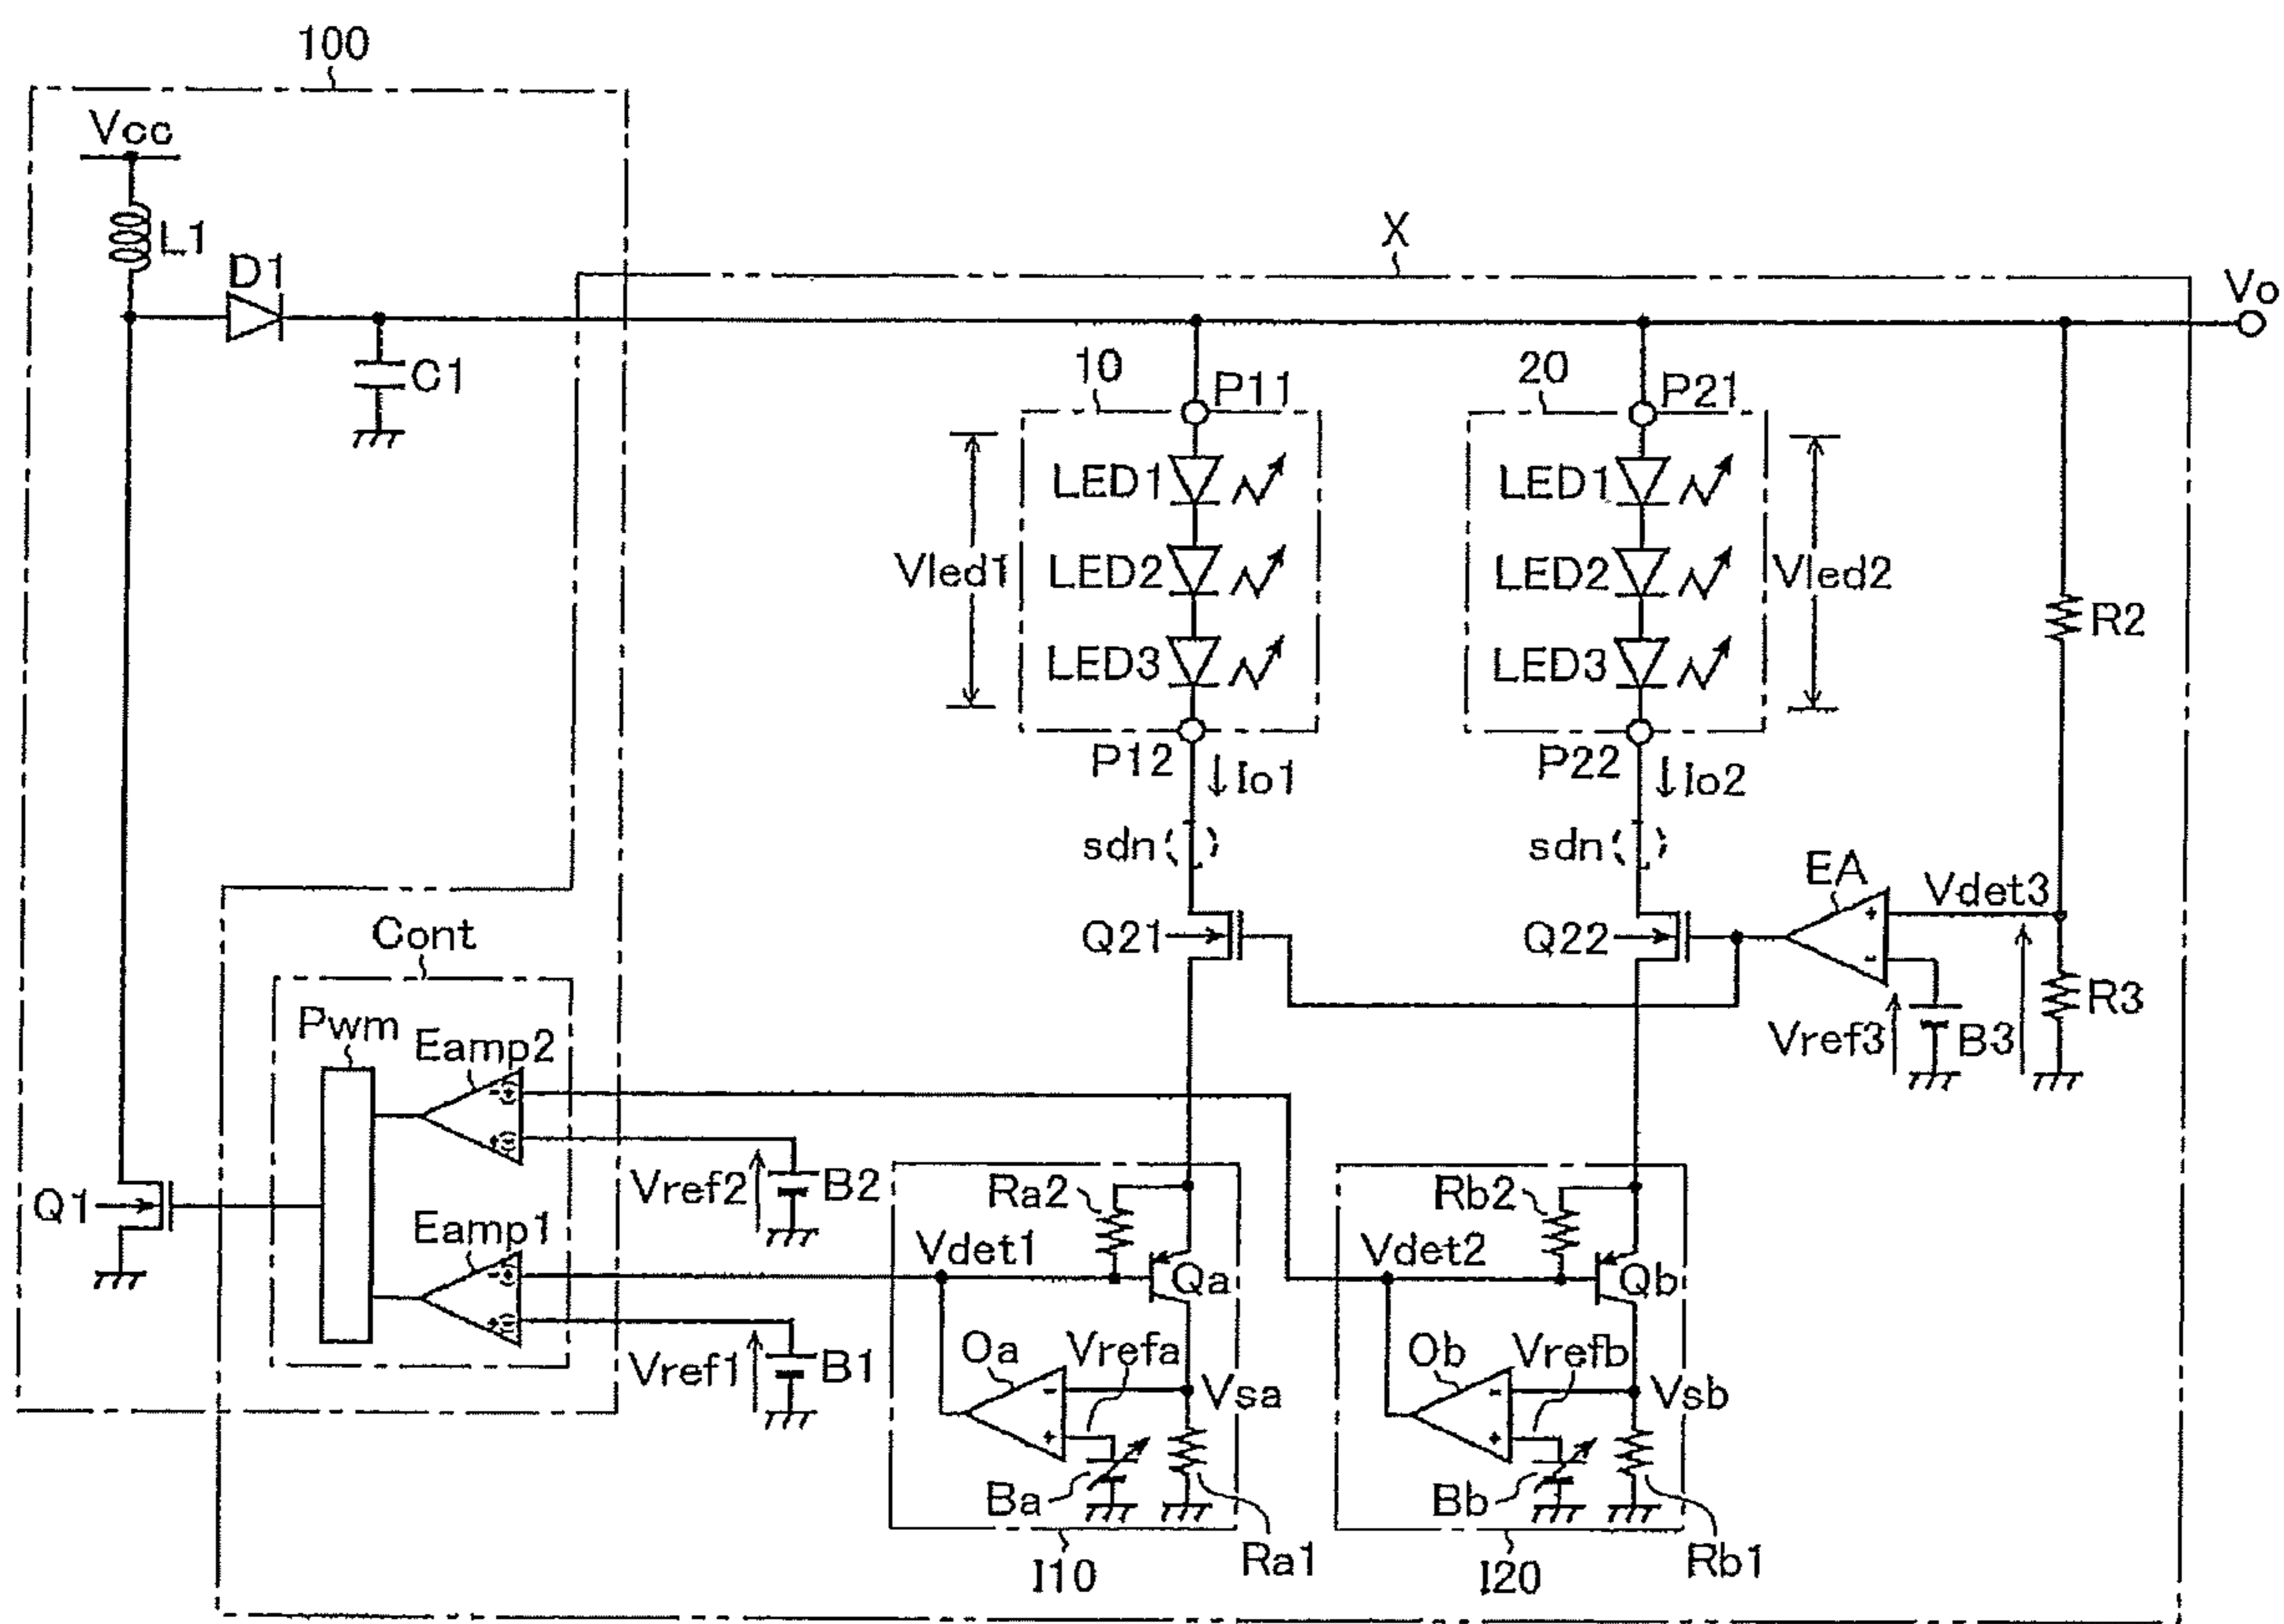 100
Vcc
L1
D1
C1
X
Vo
10
P11
20
P21
LED1
LED2
LED3
Vled1
LED1
LED2
LED3
Vled2
R2
P12
Io1
P22
Io2
sdn
sdn
EA
Vdet3
+
-
Q21
Q22
R3
Vref3
B3
Cont
Pwm
Eamp2
-(+)
+(-)
Vref2
B2
Q1
Eamp1
-(+)
+(-)
Vref1
B1
Ra2
Vdet1
Qa
Oa
Vrefa
-
+
Vsa
Ba
Ra1
I10
Rb2
Vdet2
Qb
Ob
Vrefb
-
+
Vsb
Bb
Rb1
I20